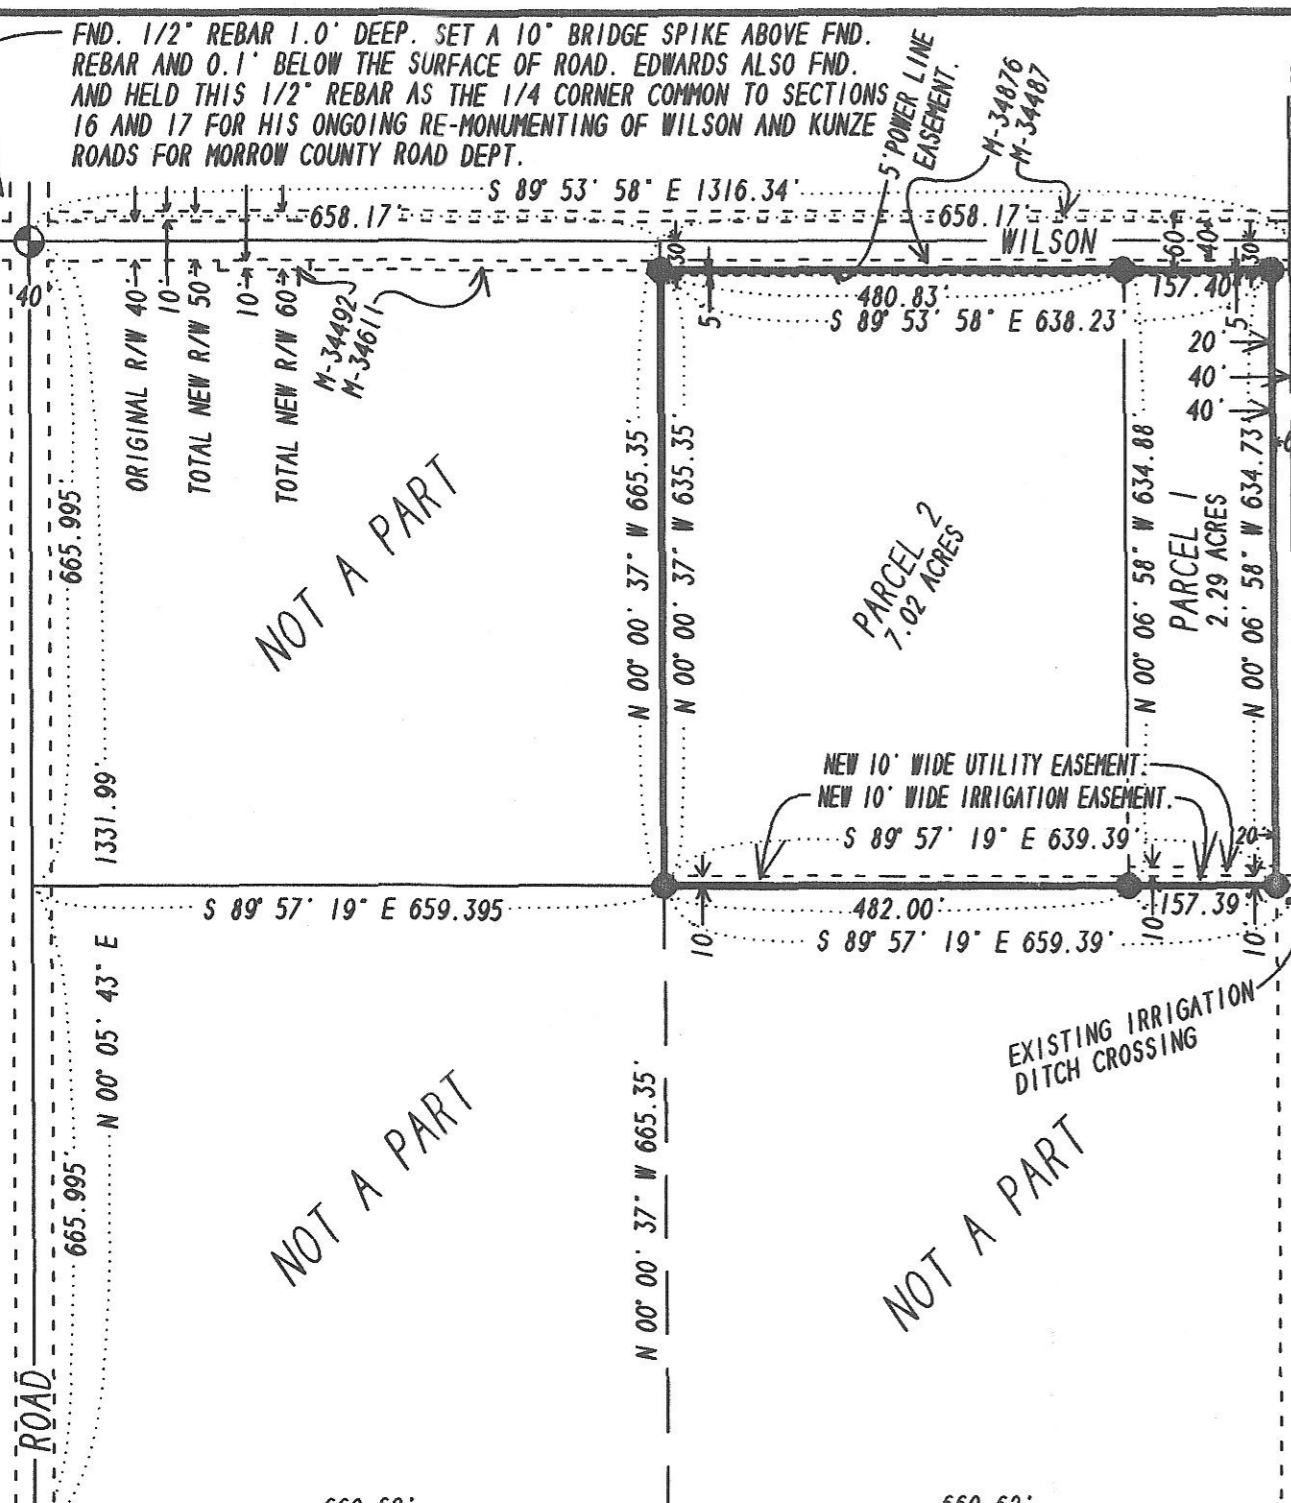 FND. 1/2" REBAR 1.0' DEEP. SET A 10" BRIDGE SPIKE ABOVE FND.
REBAR AND 0.1' BELOW THE SURFACE OF ROAD. EDWARDS ALSO FND.
AND HELD THIS 1/2" REBAR AS THE 1/4 CORNER COMMON TO SECTIONS
16 AND 17 FOR HIS ONGOING RE-MONUMENTING OF WILSON AND KUNZE
ROADS FOR MORROW COUNTY ROAD DEPT.
5' POWER LINE
EASEMENT.
M-34876
M-34487
S 89° 53' 58" E 1316.34'
658.17'
658.17'
WILSON
30'
60'
40'
30'
40'
ORIGINAL R/W 40'
10'
TOTAL NEW R/W 50'
10'
TOTAL NEW R/W 60'
M-34492
M-34611
480.83'
157.40'
5'
S 89° 53' 58" E 638.23'
5'
20'
40'
40'
665.995'
1331.99'
NOT A PART
N 00° 00' 37" W 665.35'
N 00° 00' 37" W 635.35'
PARCEL 2
7.02 ACRES
N 00° 06' 58" W 634.88'
PARCEL 1
2.29 ACRES
N 00° 06' 58" W 634.73'
NEW 10' WIDE UTILITY EASEMENT.
NEW 10' WIDE IRRIGATION EASEMENT.
S 89° 57' 19" E 639.39'
20'
S 89° 57' 19" E 659.395
482.00'
157.39'
10'
10'
10'
S 89° 57' 19" E 659.39'
N 00° 05' 43" E
EXISTING IRRIGATION
DITCH CROSSING
665.995'
NOT A PART
N 00° 00' 37" W 665.35'
NOT A PART
ROAD